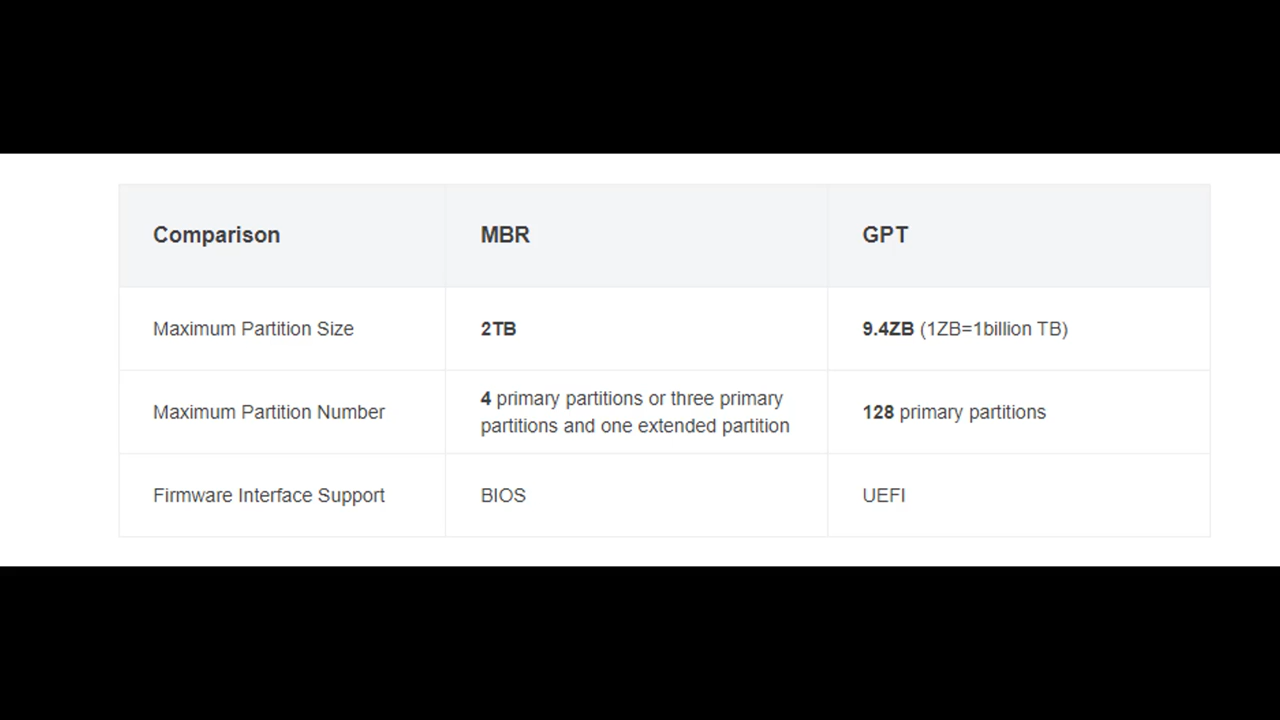 Comparison MBR GPT
Maximum Partition Size 2TB 9.4ZB (1ZB=1billion TB)
Maximum Partition Number 4 primary partitions or three primary
partitions and one extended partition 128 primary partitions
Firmware Interface Support BIOS UEFI